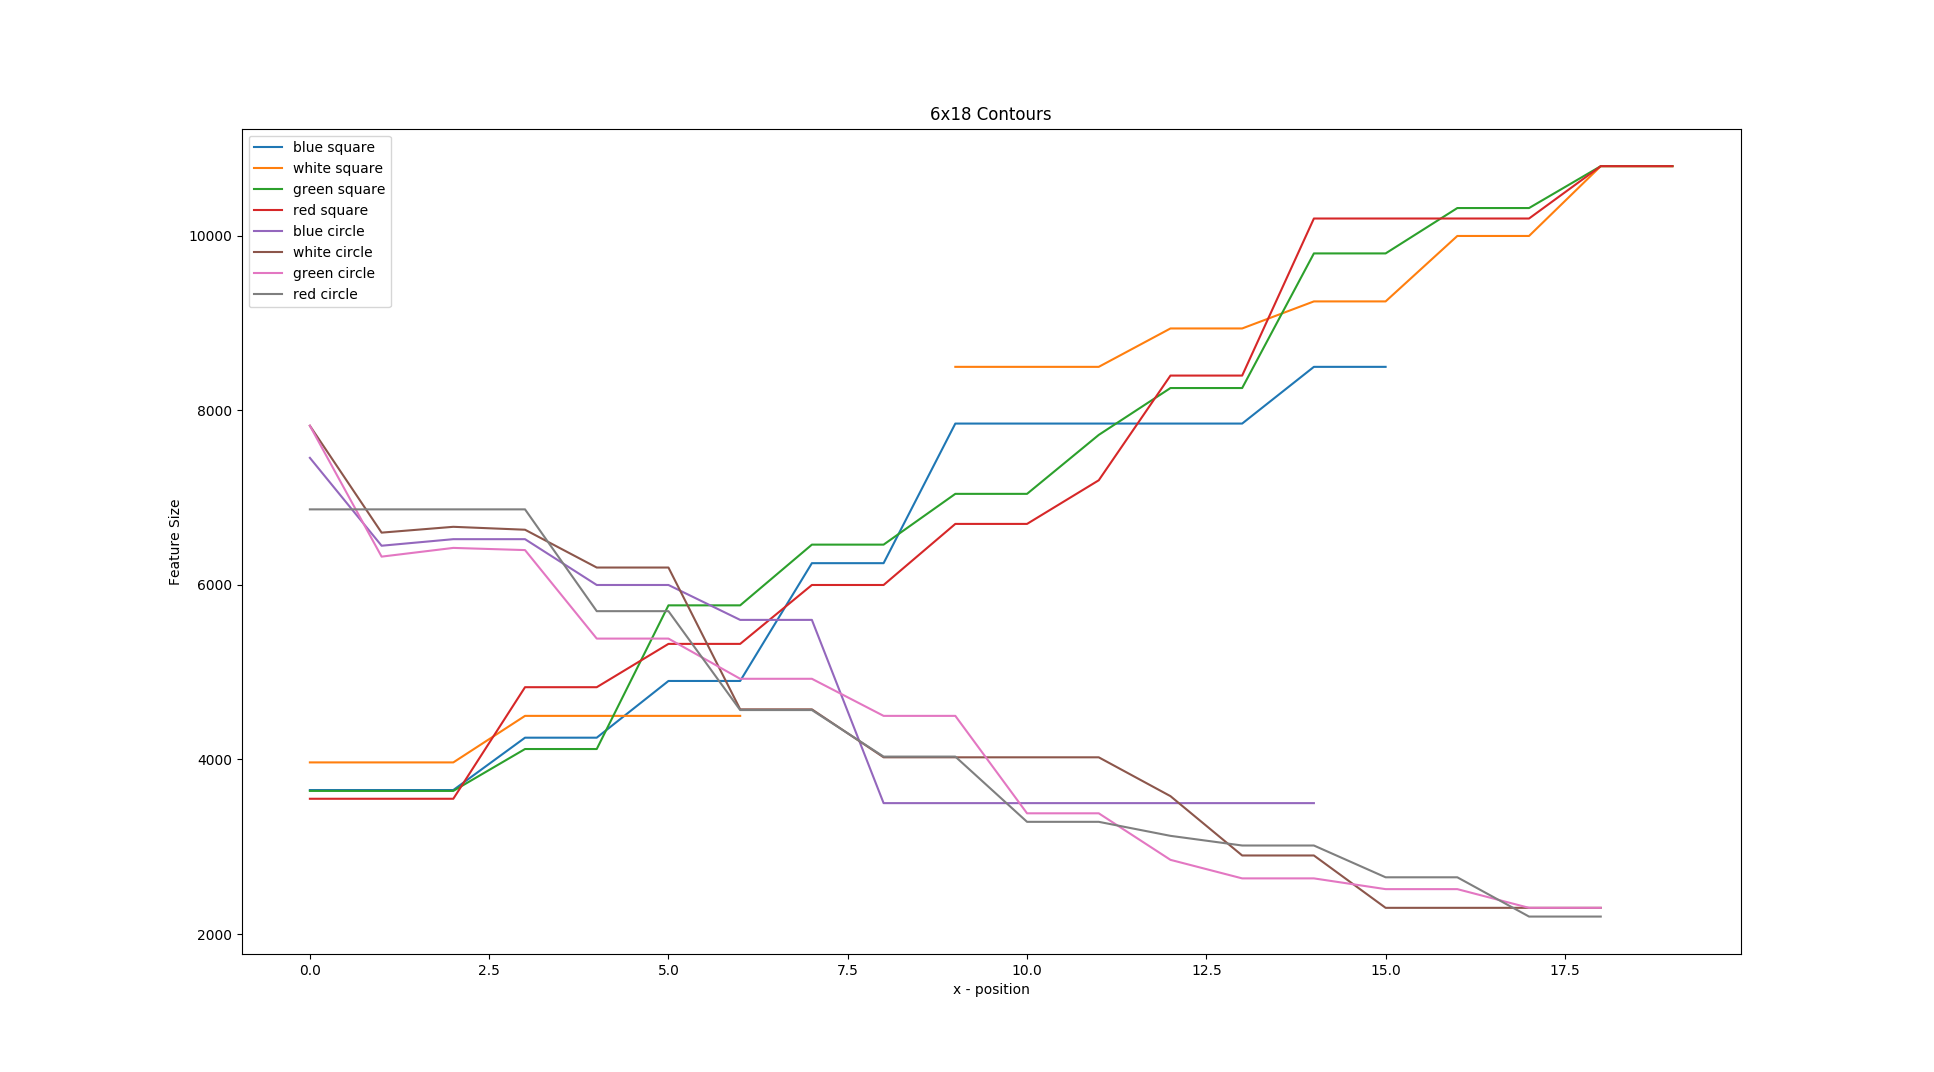 6x18 Contours
blue square
white square
green square
red square
blue circle
white circle
green circle
red circle
Feature Size
10000
8000
6000
4000
2000
0.0 2.5 5.0 7.5 10.0 12.5 15.0 17.5
x - position